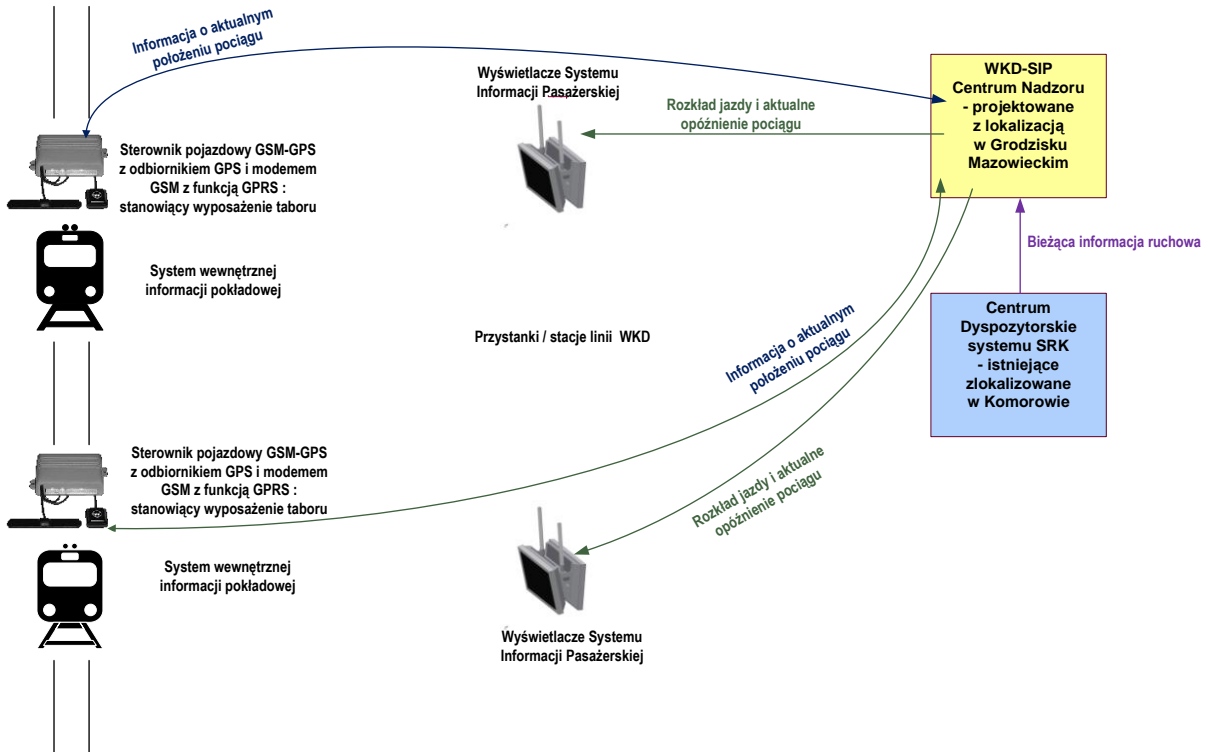 Informacja o aktualnym
położeniu pociągu
Wyświetlacze Systemu
Informacji Pasażerskiej
Rozkład jazdy i aktualne
opóźnienie pociągu
WKD-SIP
Centrum Nadzoru
- projektowane
z lokalizacją
w Grodzisku
Mazowieckim
Sterownik pojazdowy GSM-GPS
z odbiornikiem GPS i modemem
GSM z funkcją GPRS :
stanowiący wyposażenie taboru
Bieżąca informacja ruchowa
System wewnętrznej
informacji pokładowej
Centrum
Dyspozytorskie
systemu SRK
- istniejące
zlokalizowane
w Komorowie
Przystanki / stacje linii WKD
Informacja o aktualnym
położeniu pociągu
Sterownik pojazdowy GSM-GPS
z odbiornikiem GPS i modemem
GSM z funkcją GPRS :
stanowiący wyposażenie taboru
Rozkład jazdy i aktualne
opóźnienie pociągu
System wewnętrznej
informacji pokładowej
Wyświetlacze Systemu
Informacji Pasażerskiej